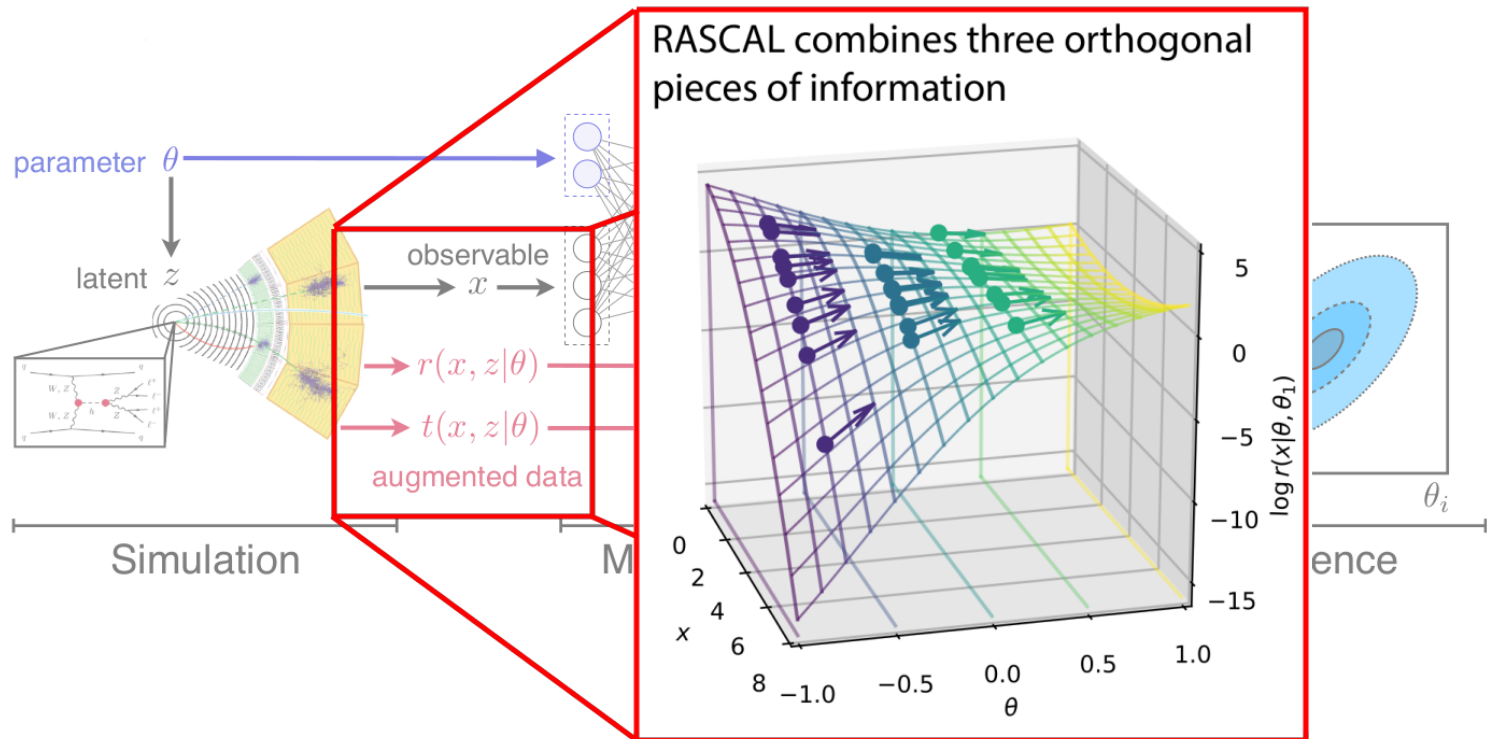 RASCAL combines three orthogonal
pieces of information
parameter θ
latent z
observable
x
r(x, z|θ)
t(x, z|θ)
augmented data
q
q
W, Z
Z
h
W, Z
Z
q
q
Simulation
M
ence
θ_i
5
0
−5
−10
−15
log r(x|θ, θ₁)
0
2
4
6
8
x
−1.0
−0.5
0.0
0.5
1.0
θ